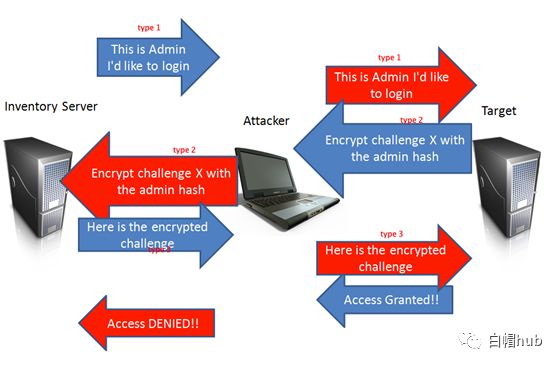 type 1
This is Admin
I'd like to login
type 1
This is Admin I'd like
to login
Inventory Server
Attacker
Target
type 2
Encrypt challenge X with
the admin hash
type 2
Encrypt challenge X with
the admin hash
Here is the encrypted
challenge
type 3
Here is the encrypted
challenge
Access Granted!!
Access DENIED!!
白帽hub